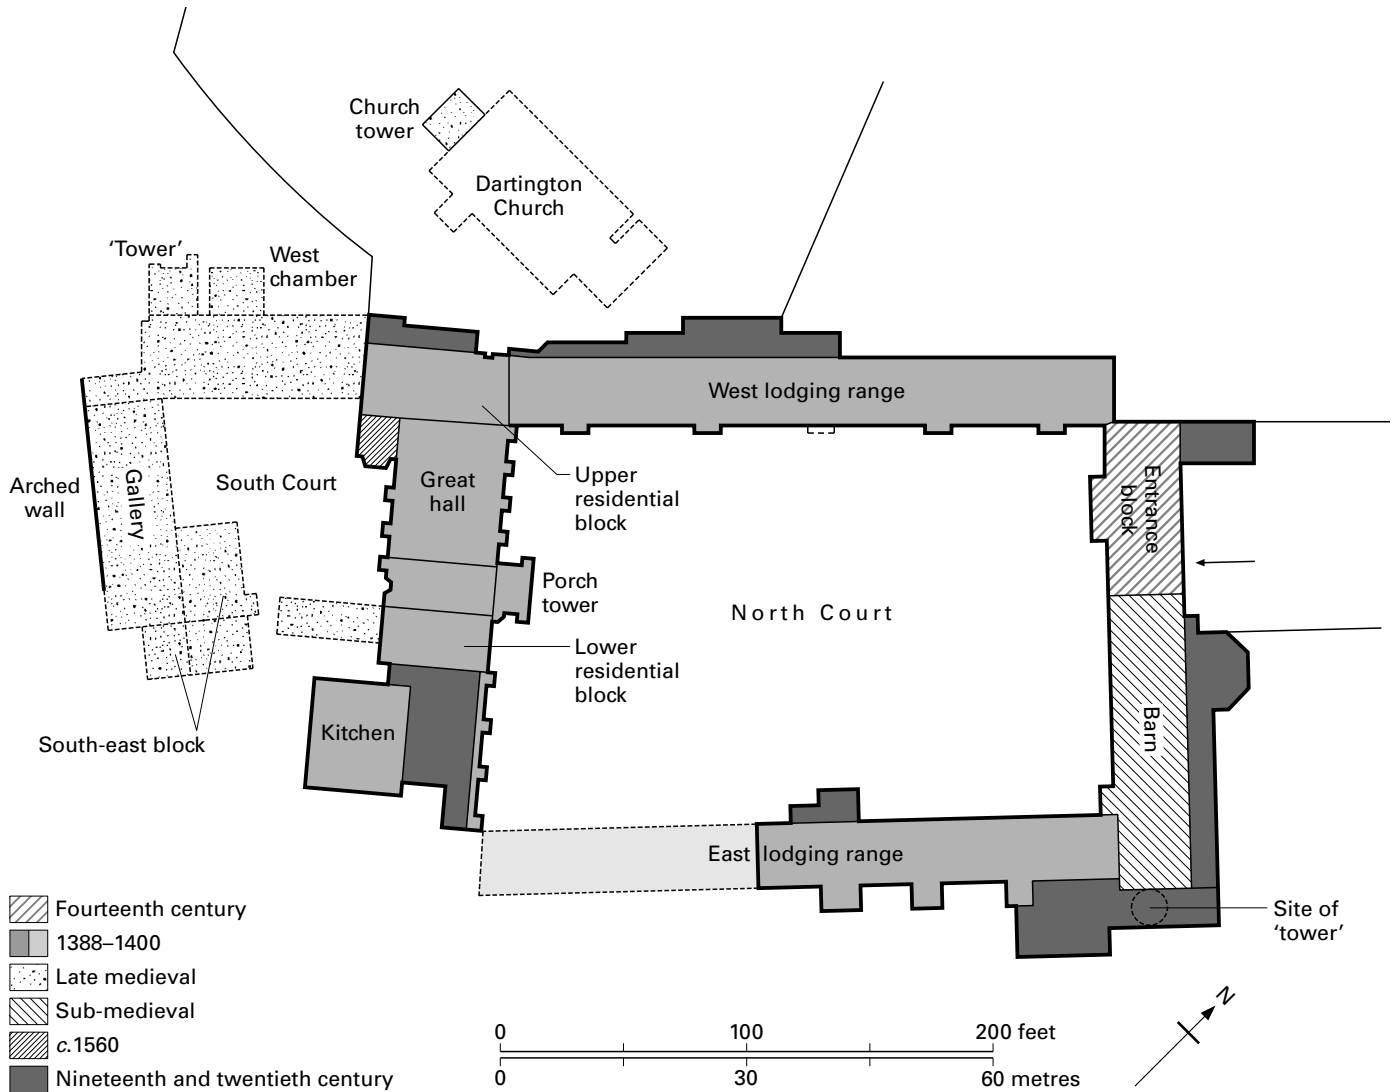 Church
tower
Dartington
Church
'Tower'
West
chamber
West lodging range
Arched
wall
Gallery
South Court
Great
hall
Upper
residential
block
Entrance
block
Porch
tower
North Court
Lower
residential
block
Kitchen
Barn
South-east block
East lodging range
Site of
'tower'
Fourteenth century
1388–1400
Late medieval
Sub-medieval
c.1560
Nineteenth and twentieth century
0 100 200 feet
0 30 60 metres
N